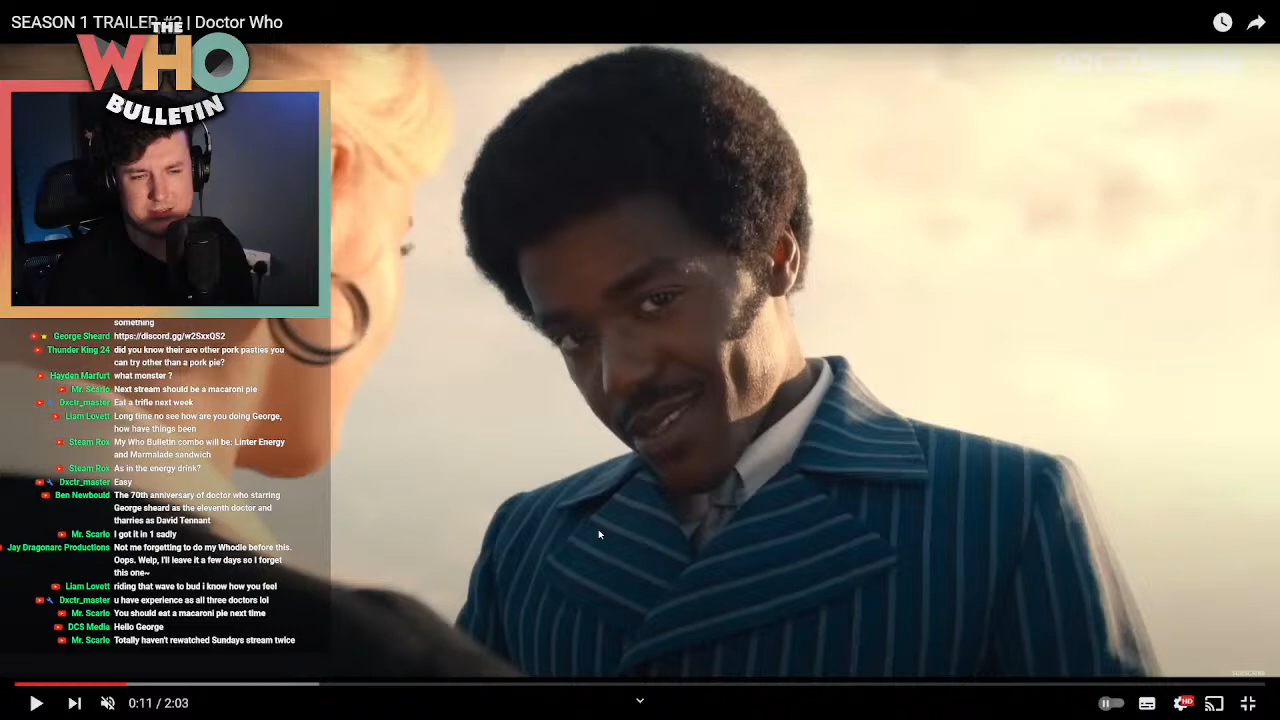 SEASON 1 TRAILER #2 | Doctor Who
THE
WHO
BULLETIN
something
George Sheard https://discord.gg/w2SxxQS2
Thunder King 24 did you know their are other pork pasties you
can try other than a pork pie?
Hayden Marfurt what monster ?
Mr. Scarlo Next stream should be a macaroni pie
Dxctr_master Eat a trifle next week
Liam Lovett Long time no see how are you doing George,
how have things been
Steam Rox My Who Bulletin combo will be: Linter Energy
and Marmalade sandwich
Steam Rox As in the energy drink?
Dxctr_master Easy
Ben Newbould The 70th anniversary of doctor who starring
George sheard as the eleventh doctor and
tharries as David Tennant
Mr. Scarlo I got it in 1 sadly
Jay Dragonarc Productions Not me forgetting to do my Whodle before this.
Oops. Welp, I'll leave it a few days so I forget
this one~
Liam Lovett riding that wave to bud i know how you feel
Dxctr_master u have experience as all three doctors lol
Mr. Scarlo You should eat a macaroni pie next time
DCS Media Hello George
Mr. Scarlo Totally haven't rewatched Sundays stream twice
SUBSCRIBE
0:11 / 2:03
HD